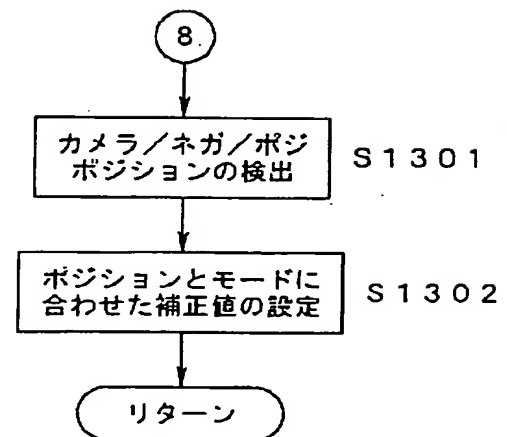 8
カメラ／ネガ／ポジ
ポジションの検出
S1301
ポジションとモードに
合わせた補正値の設定
S1302
リターン